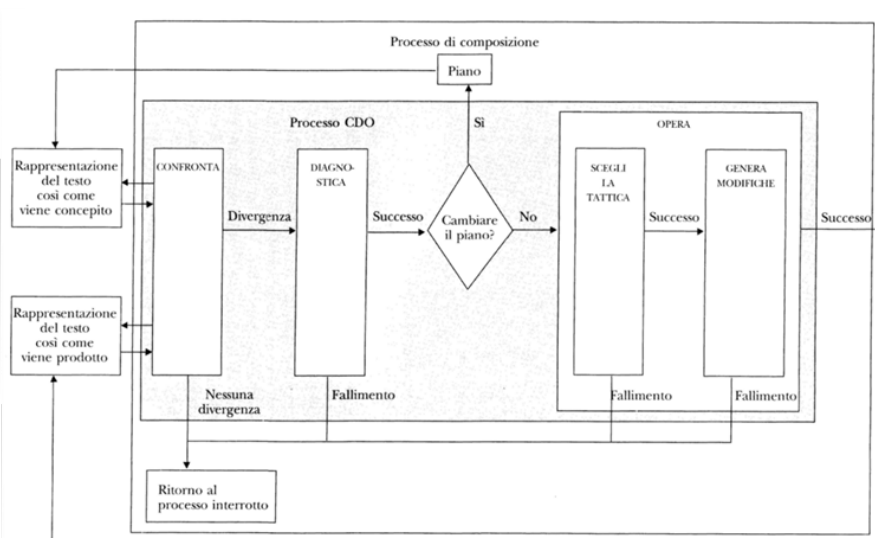 Processo di composizione
Piano
Processo CDO
Sì
OPERA
Rappresentazione
del testo
così come
viene concepito
CONFRONTA
DIAGNO-
STICA
SCEGLI
LA
TATTICA
GENERA
MODIFICHE
Divergenza
Successo
Cambiare
il piano?
No
Successo
Successo
Rappresentazione
del testo
così come
viene prodotto
Nessuna
divergenza
Fallimento
Fallimento
Fallimento
Ritorno al
processo interrotto